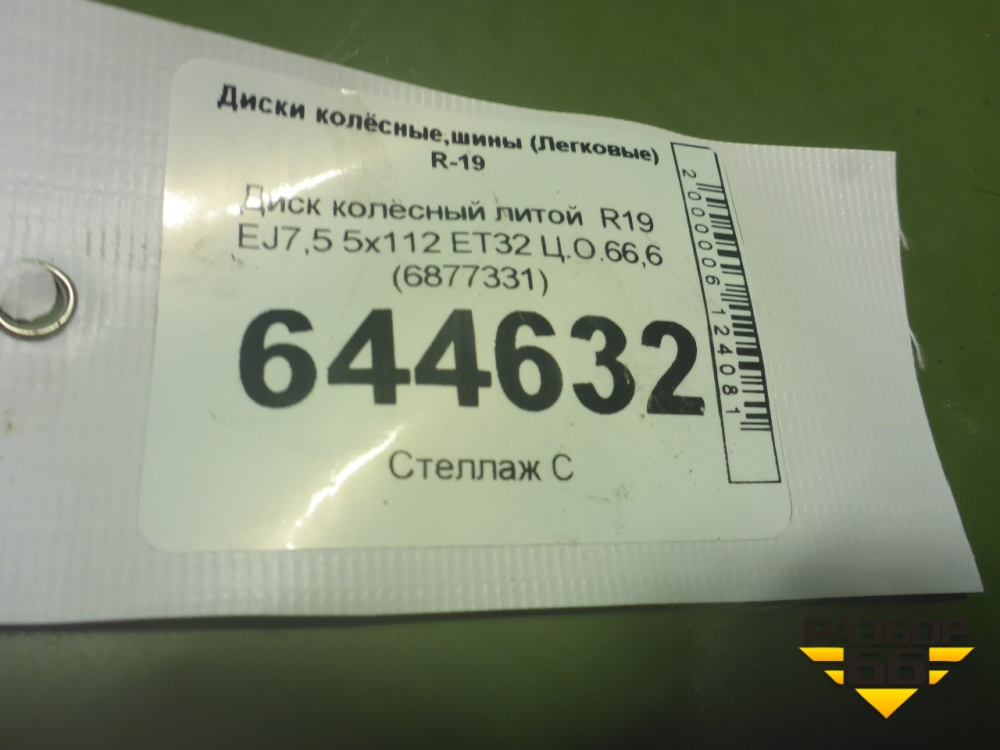 Диски колёсные,шины (Легковые)
R-19
Диск колёсный литой R19
EJ7,5 5x112 ET32 Ц.О.66,6
(6877331)
644632
Стеллаж С
2000006124081
РАЗБОР
66